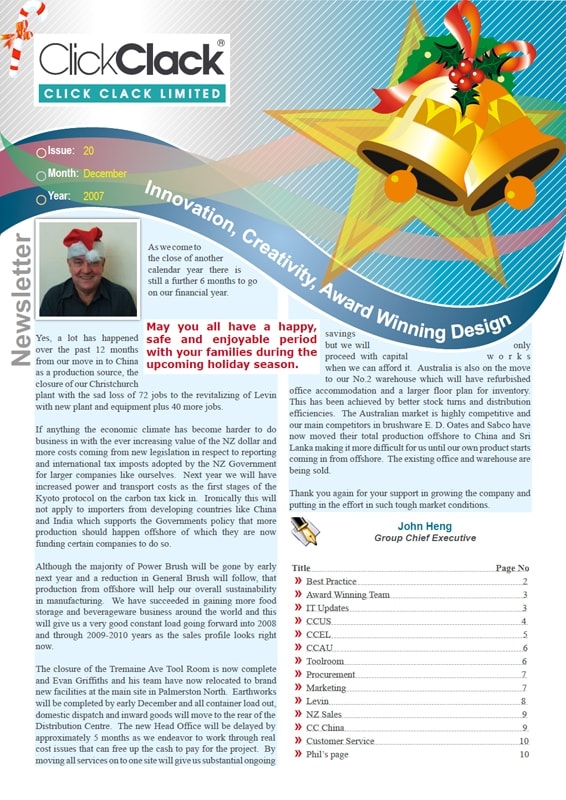 ClickClack®
CLICK CLACK LIMITED
Issue: 20
Month: December
Year: 2007
Innovation, Creativity, Award Winning Design
Newsletter
As we come to
the close of another
calendar year there is
still a further 6 months to go
on our financial year.
May you all have a happy,
safe and enjoyable period
with your families during the
upcoming holiday season.
Yes, a lot has happened
over the past 12 months
from our move in to China
as a production source, the
closure of our Christchurch
plant with the sad loss of 72 jobs to the revitalizing of Levin
with new plant and equipment plus 40 more jobs.
If anything the economic climate has become harder to do
business in with the ever increasing value of the NZ dollar and
more costs coming from new legislation in respect to reporting
and international tax imposts adopted by the NZ Government
for larger companies like ourselves. Next year we will have
increased power and transport costs as the first stages of the
Kyoto protocol on the carbon tax kick in. Ironically this will
not apply to importers from developing countries like China
and India which supports the Governments policy that more
production should happen offshore of which they are now
funding certain companies to do so.
Although the majority of Power Brush will be gone by early
next year and a reduction in General Brush will follow, that
production from offshore will help our overall sustainability
in manufacturing. We have succeeded in gaining more food
storage and beverageware business around the world and this
will give us a very good constant load going forward into 2008
and through 2009-2010 years as the sales profile looks right
now.
The closure of the Tremaine Ave Tool Room is now complete
and Evan Griffiths and his team have now relocated to brand
new facilities at the main site in Palmerston North. Earthworks
will be completed by early December and all container load out,
domestic dispatch and inward goods will move to the rear of the
Distribution Centre. The new Head Office will be delayed by
approximately 5 months as we endeavor to work through real
cost issues that can free up the cash to pay for the project. By
moving all services on to one site will give us substantial ongoing
savings
but we will only
proceed with capital works
when we can afford it. Australia is also on the move
to our No.2 warehouse which will have refurbished
office accommodation and a larger floor plan for inventory.
This has been achieved by better stock turns and distribution
efficiencies. The Australian market is highly competitive and
our main competitors in brushware E. D. Oates and Sabco have
now moved their total production offshore to China and Sri
Lanka making it more difficult for us until our own product starts
coming in from offshore. The existing office and warehouse are
being sold.
Thank you again for your support in growing the company and
putting in the effort in such tough market conditions.
John Heng
Group Chief Executive
Title Page No
» Best Practice 2
» Award Winning Team 3
» IT Updates 3
» CCUS 4
» CCEL 5
» CCAU 6
» Toolroom 6
» Procurement 7
» Marketing 7
» Levin 8
» NZ Sales 9
» CC China 9
» Customer Service 10
» Phil's page 10